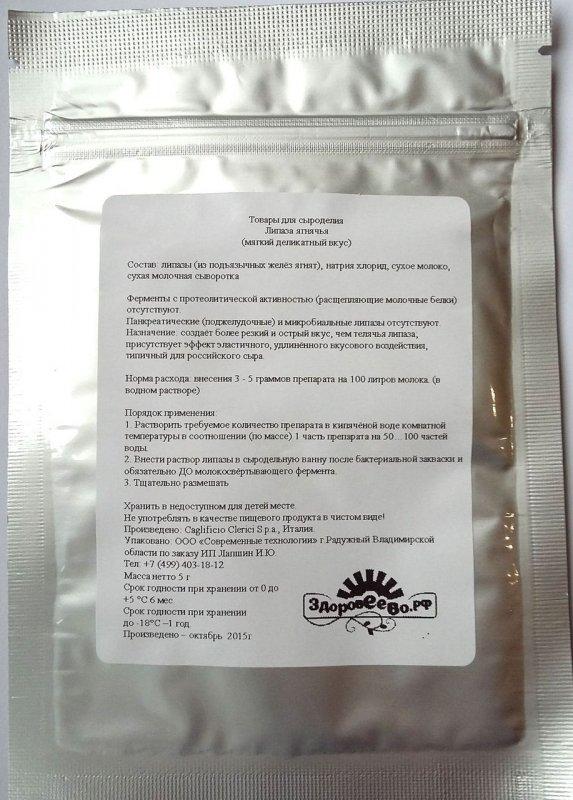 Товары для сыроделия
Липаза ягнячья
(мягкий деликатный вкус)
Состав: липазы (из подъязычных желёз ягнят), натрия хлорид, сухое молоко,
сухая молочная сыворотка
Ферменты с протеолитической активностью (расщепляющие молочные белки)
отсутствуют.
Панкреатические (поджелудочные) и микробиальные липазы отсутствуют.
Назначение: создаёт более резкий и острый вкус, чем телячья липаза;
присутствует эффект эластичного, удлинённого вкусового воздействия,
типичный для российского сыра.
Норма расхода: внесения 3 - 5 граммов препарата на 100 литров молока. (в
водном растворе)
Порядок применения:
1. Растворить требуемое количество препарата в кипячёной воде комнатной
температуры в соотношении (по массе) 1 часть препарата на 50…100 частей
воды.
2. Внести раствор липазы в сыродельную ванну после бактериальной закваски и
обязательно ДО молокосвёртывающего фермента.
3. Тщательно размешать
Хранить в недоступном для детей месте.
Не употреблять в качестве пищевого продукта в чистом виде!
Произведено: Caglificio Clerici S.p.a., Италия.
Упаковано: ООО «Современные технологии» г.Радужный Владимирской
области по заказу ИП Лапшин И.Ю.
Тел: +7 (499) 403-18-12
Масса нетто 5 г
Срок годности при хранении от 0 до
+5 °С 6 мес.
Срок годности при хранении
до -18°С –1 год.
Произведено – октябрь 2015г
ЗдоровЕево.рф